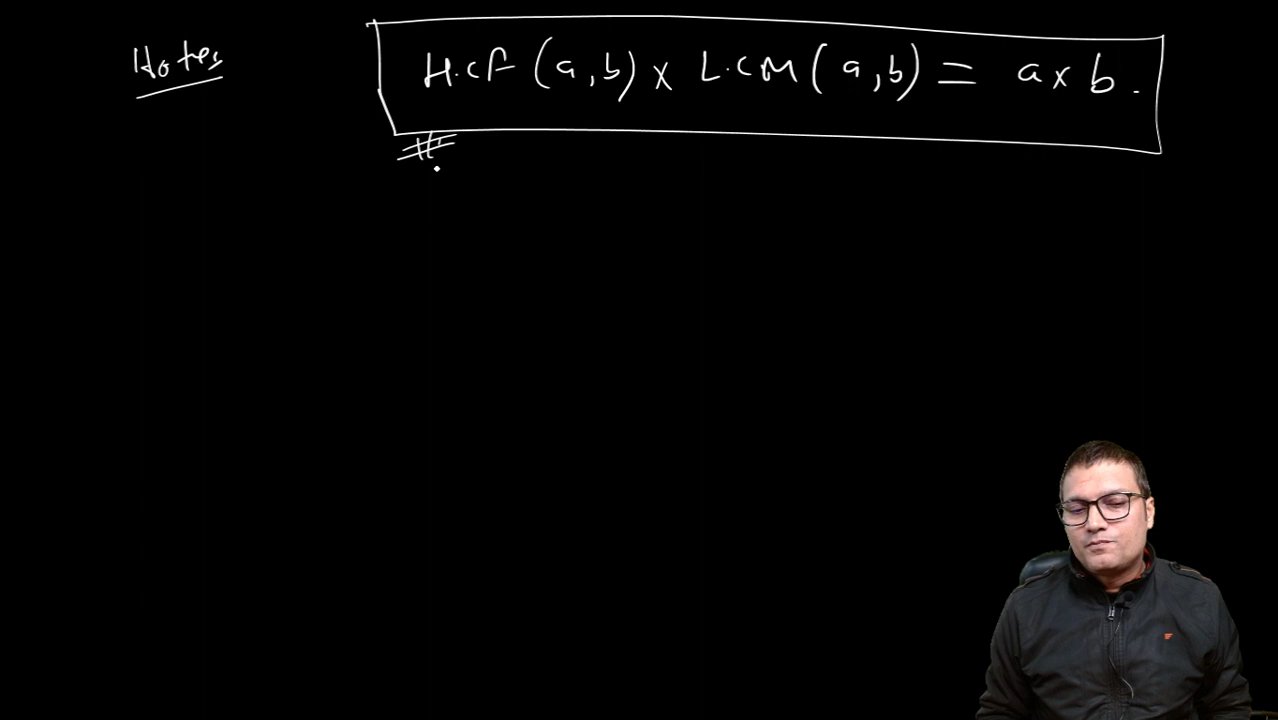 Notes
H.C.F (a,b) x L.C.M (a,b) = a x b.